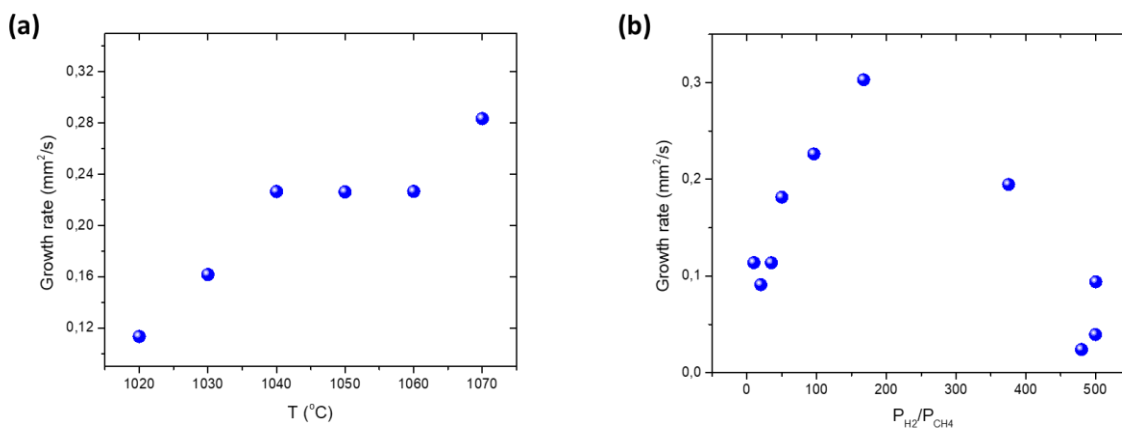 (a)
Growth rate (mm²/s)
0,32
0,28
0,24
0,20
0,16
0,12
1020 1030 1040 1050 1060 1070
T (°C)
(b)
Growth rate (mm²/s)
0,3
0,2
0,1
0,0
0 100 200 300 400 500
P_H2/P_CH4